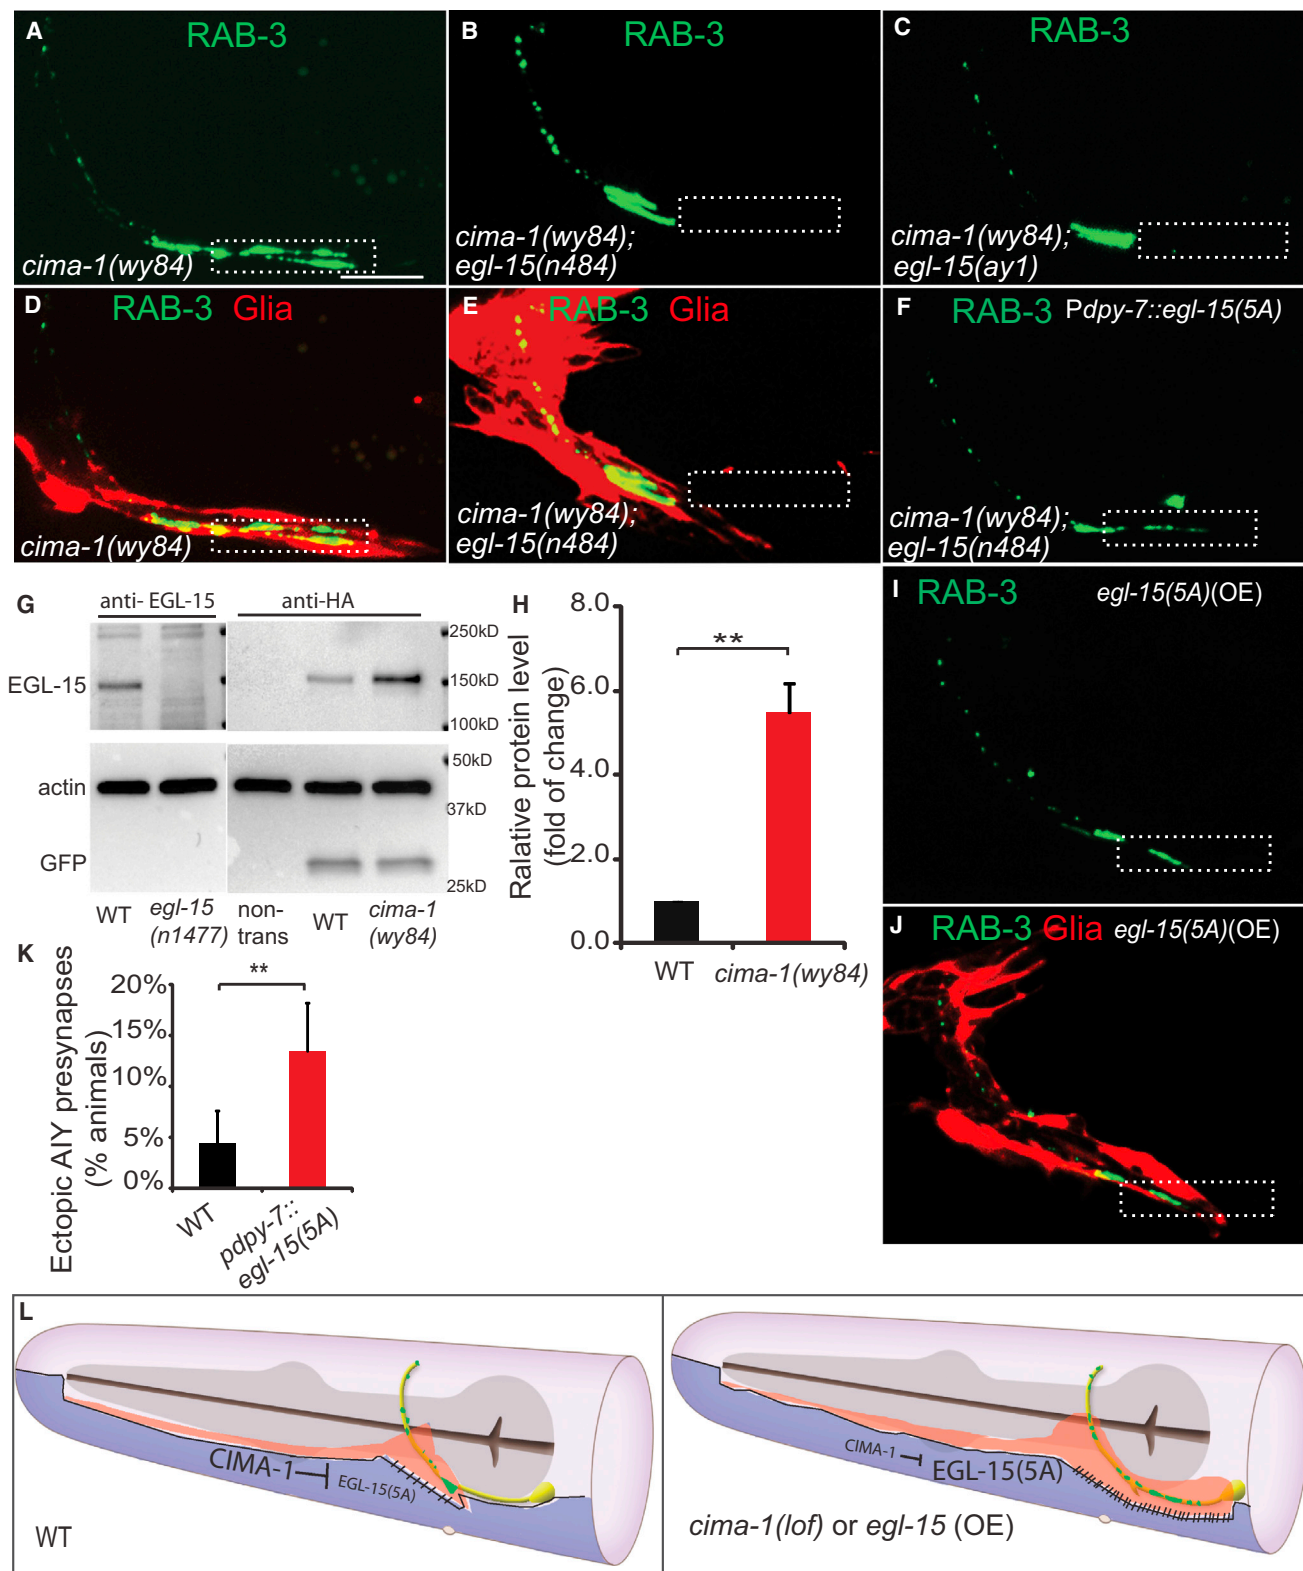 A RAB-3
cima-1(wy84)
B RAB-3
cima-1(wy84);
egl-15(n484)
C RAB-3
cima-1(wy84);
egl-15(ay1)
D RAB-3 Glia
cima-1(wy84)
E RAB-3 Glia
cima-1(wy84);
egl-15(n484)
F RAB-3 Pdpy-7::egl-15(5A)
cima-1(wy84);
egl-15(n484)
G anti- EGL-15 anti-HA
EGL-15
250kD
150kD
100kD
actin
GFP
50kD
37kD
25kD
WT
egl-15
(n1477)
non-
trans
WT
cima-1
(wy84)
H
Ralative protein level
(fold of change)
8.0
6.0
4.0
2.0
0.0
**
WT cima-1(wy84)
I RAB-3 egl-15(5A)(OE)
J RAB-3 Glia egl-15(5A)(OE)
K
Ectopic AIY presynapses
(% animals)
20%
15%
10%
5%
0%
**
WT
pdpy-7::
egl-15(5A)
L
CIMA-1
EGL-15(5A)
WT
CIMA-1
EGL-15(5A)
cima-1(lof) or egl-15 (OE)